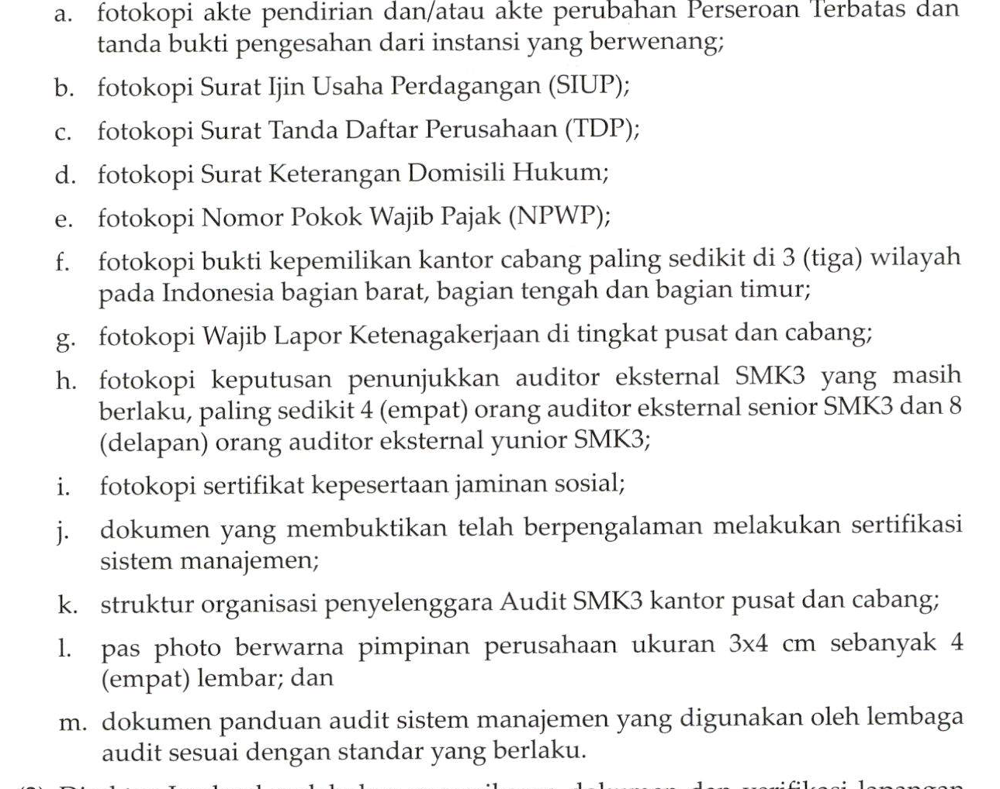 a. fotokopi akte pendirian dan/atau akte perubahan Perseroan Terbatas dan
tanda bukti pengesahan dari instansi yang berwenang;
b. fotokopi Surat Ijin Usaha Perdagangan (SIUP);
c. fotokopi Surat Tanda Daftar Perusahaan (TDP);
d. fotokopi Surat Keterangan Domisili Hukum;
e. fotokopi Nomor Pokok Wajib Pajak (NPWP);
f. fotokopi bukti kepemilikan kantor cabang paling sedikit di 3 (tiga) wilayah
pada Indonesia bagian barat, bagian tengah dan bagian timur;
g. fotokopi Wajib Lapor Ketenagakerjaan di tingkat pusat dan cabang;
h. fotokopi keputusan penunjukkan auditor eksternal SMK3 yang masih
berlaku, paling sedikit 4 (empat) orang auditor eksternal senior SMK3 dan 8
(delapan) orang auditor eksternal yunior SMK3;
i. fotokopi sertifikat kepesertaan jaminan sosial;
j. dokumen yang membuktikan telah berpengalaman melakukan sertifikasi
sistem manajemen;
k. struktur organisasi penyelenggara Audit SMK3 kantor pusat dan cabang;
l. pas photo berwarna pimpinan perusahaan ukuran 3x4 cm sebanyak 4
(empat) lembar; dan
m. dokumen panduan audit sistem manajemen yang digunakan oleh lembaga
audit sesuai dengan standar yang berlaku.